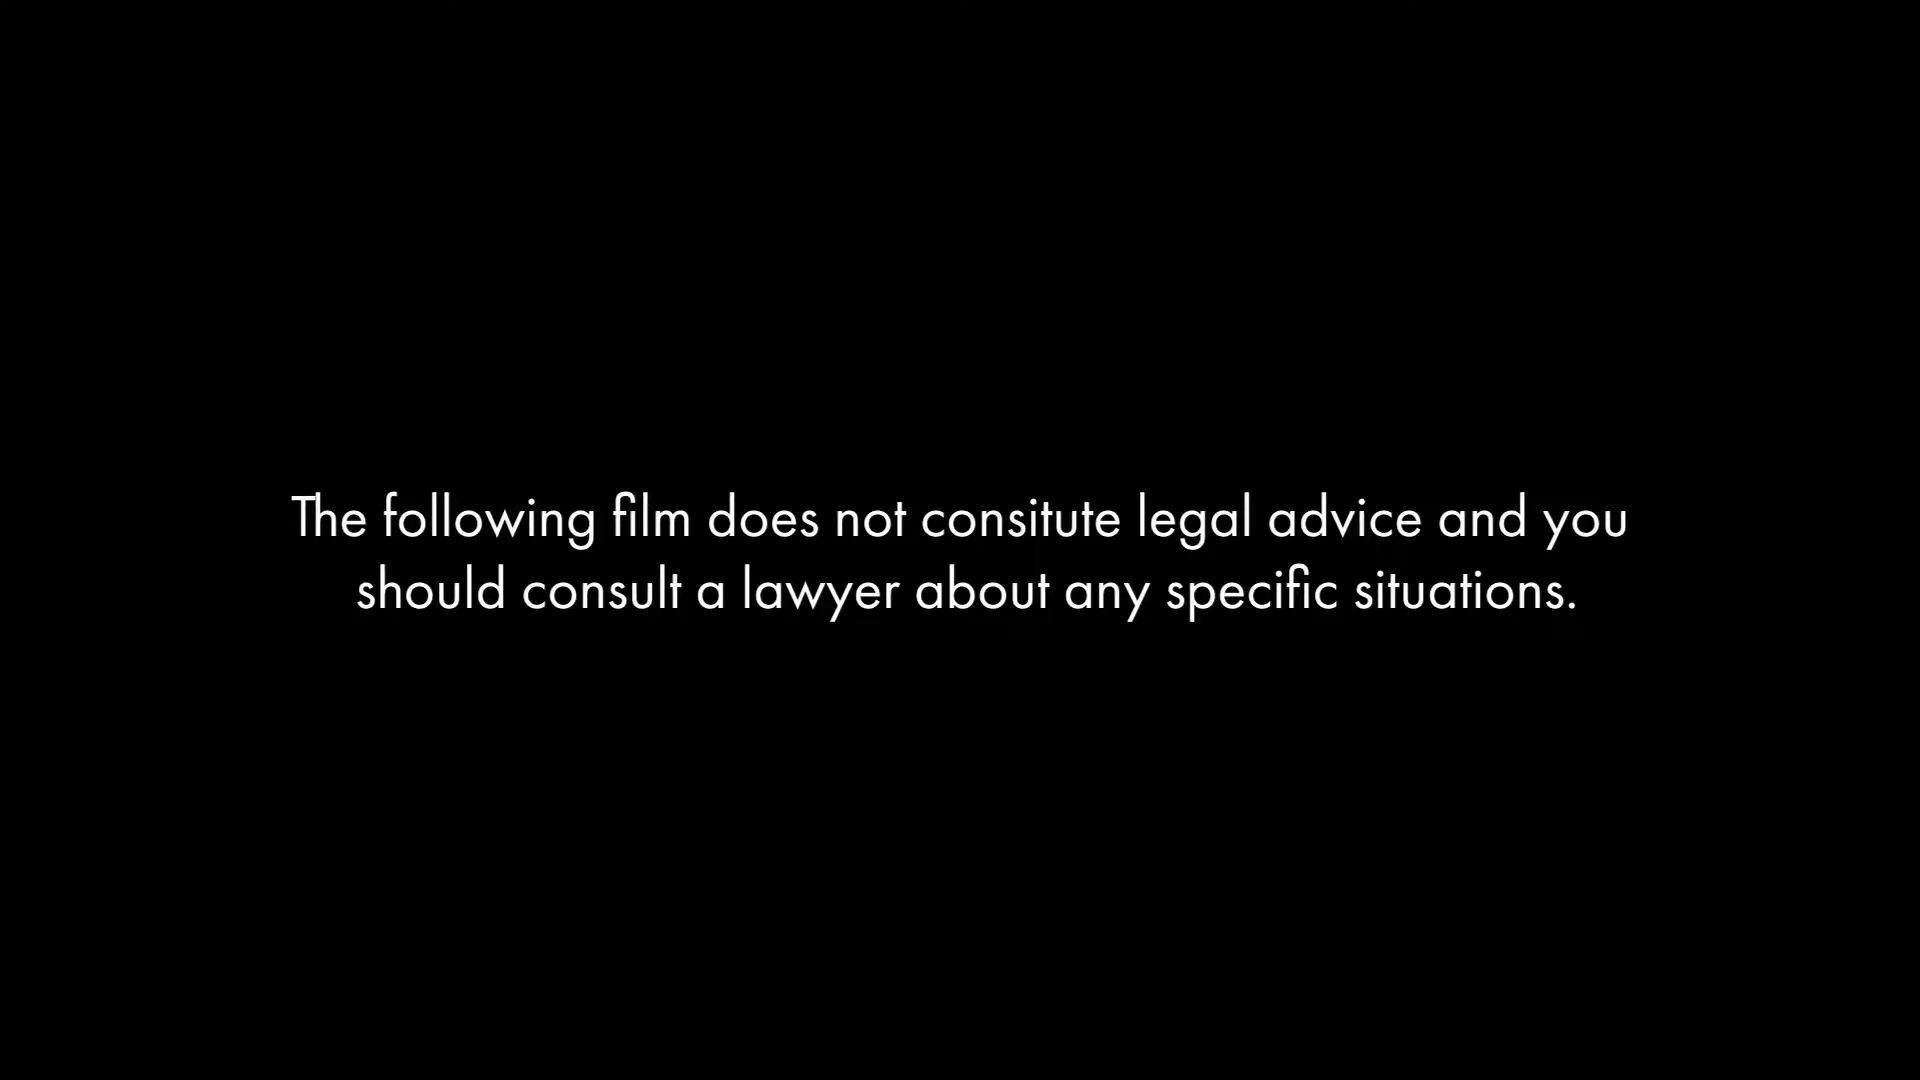 The following film does not consitute legal advice and you
should consult a lawyer about any specific situations.